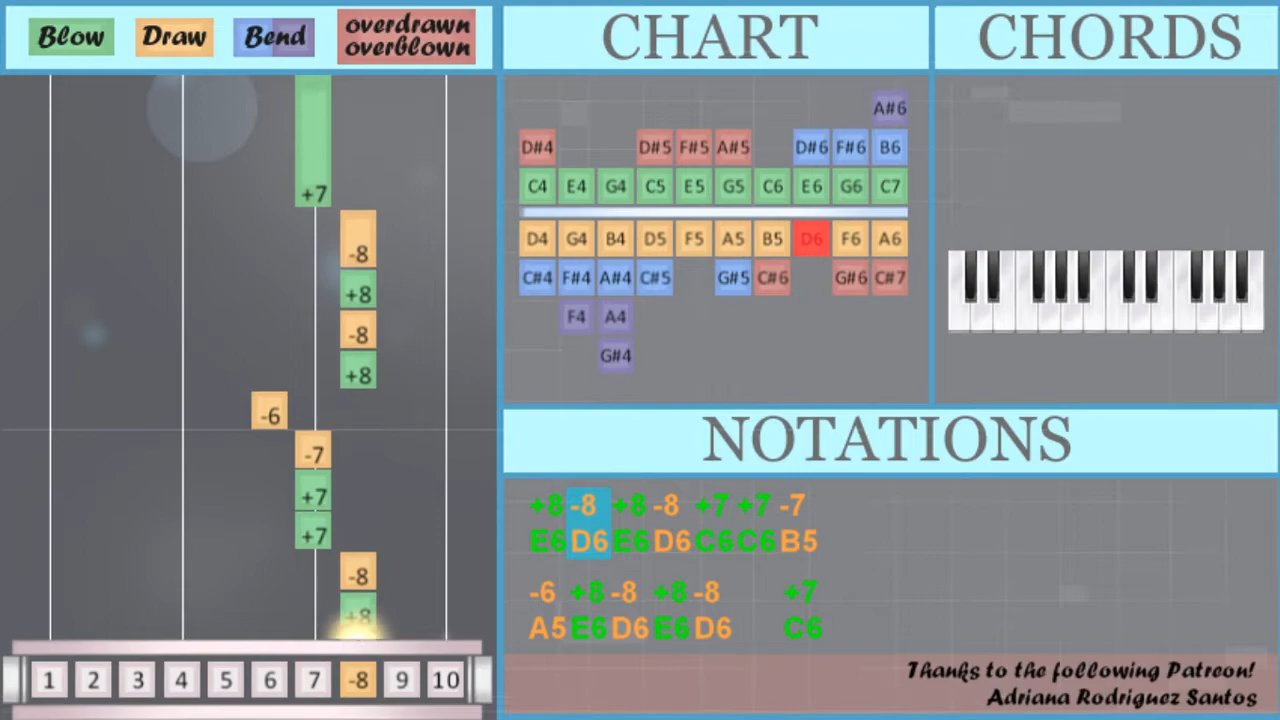 Blow Draw Bend overdrawn
overblown
CHART
CHORDS
+7
-8
+8
-8
+8
-6
-7
+7
+7
-8
+8
1 2 3 4 5 6 7 -8 9 10
A#6
D#4 D#5 F#5 A#5 D#6 F#6 B6
C4 E4 G4 C5 E5 G5 C6 E6 G6 C7
D4 G4 B4 D5 F5 A5 B5 D6 F6 A6
C#4 F#4 A#4 C#5 G#5 C#6 G#6 C#7
F4 A4
G#4
NOTATIONS
+8 -8 +8 -8 +7 +7 -7
E6 D6 E6 D6 C6 C6 B5
-6 +8 -8 +8 -8 +7
A5 E6 D6 E6 D6 C6
Thanks to the following Patreon!
Adriana Rodriguez Santos